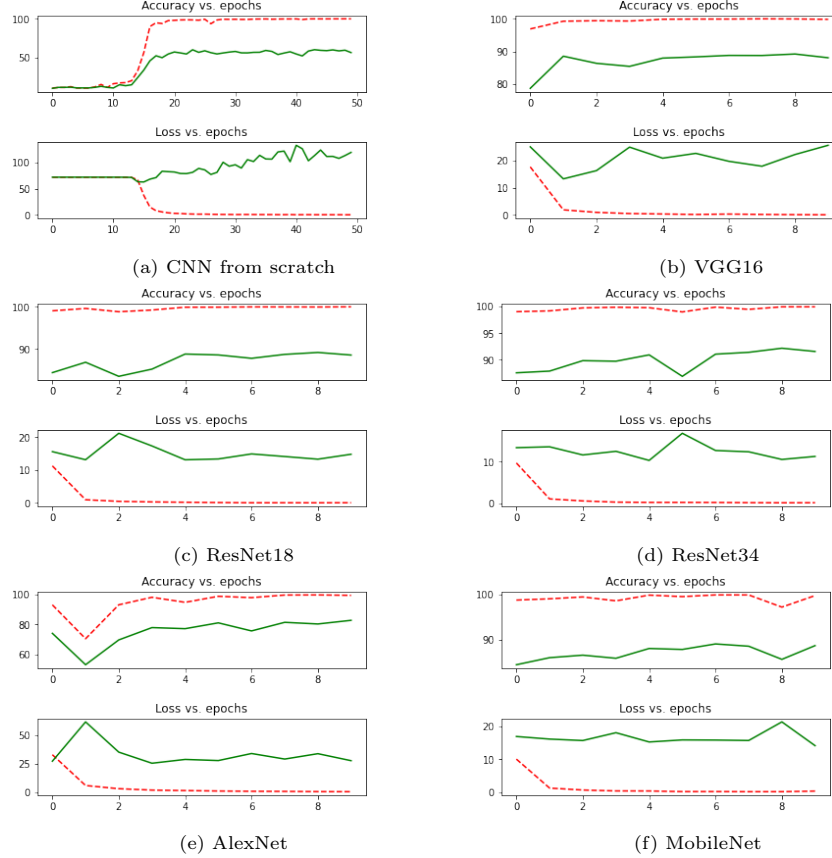 Accuracy vs. epochs
100
50
0 10 20 30 40 50
Loss vs. epochs
100
50
0
0 10 20 30 40 50
(a) CNN from scratch
Accuracy vs. epochs
100
90
80
0 2 4 6 8
Loss vs. epochs
20
10
0
0 2 4 6 8
(b) VGG16
Accuracy vs. epochs
100
90
0 2 4 6 8
Loss vs. epochs
20
10
0
0 2 4 6 8
(c) ResNet18
Accuracy vs. epochs
100
95
90
0 2 4 6 8
Loss vs. epochs
10
0
0 2 4 6 8
(d) ResNet34
Accuracy vs. epochs
100
80
60
0 2 4 6 8
Loss vs. epochs
50
25
0
0 2 4 6 8
(e) AlexNet
Accuracy vs. epochs
100
90
0 2 4 6 8
Loss vs. epochs
20
10
0
0 2 4 6 8
(f) MobileNet